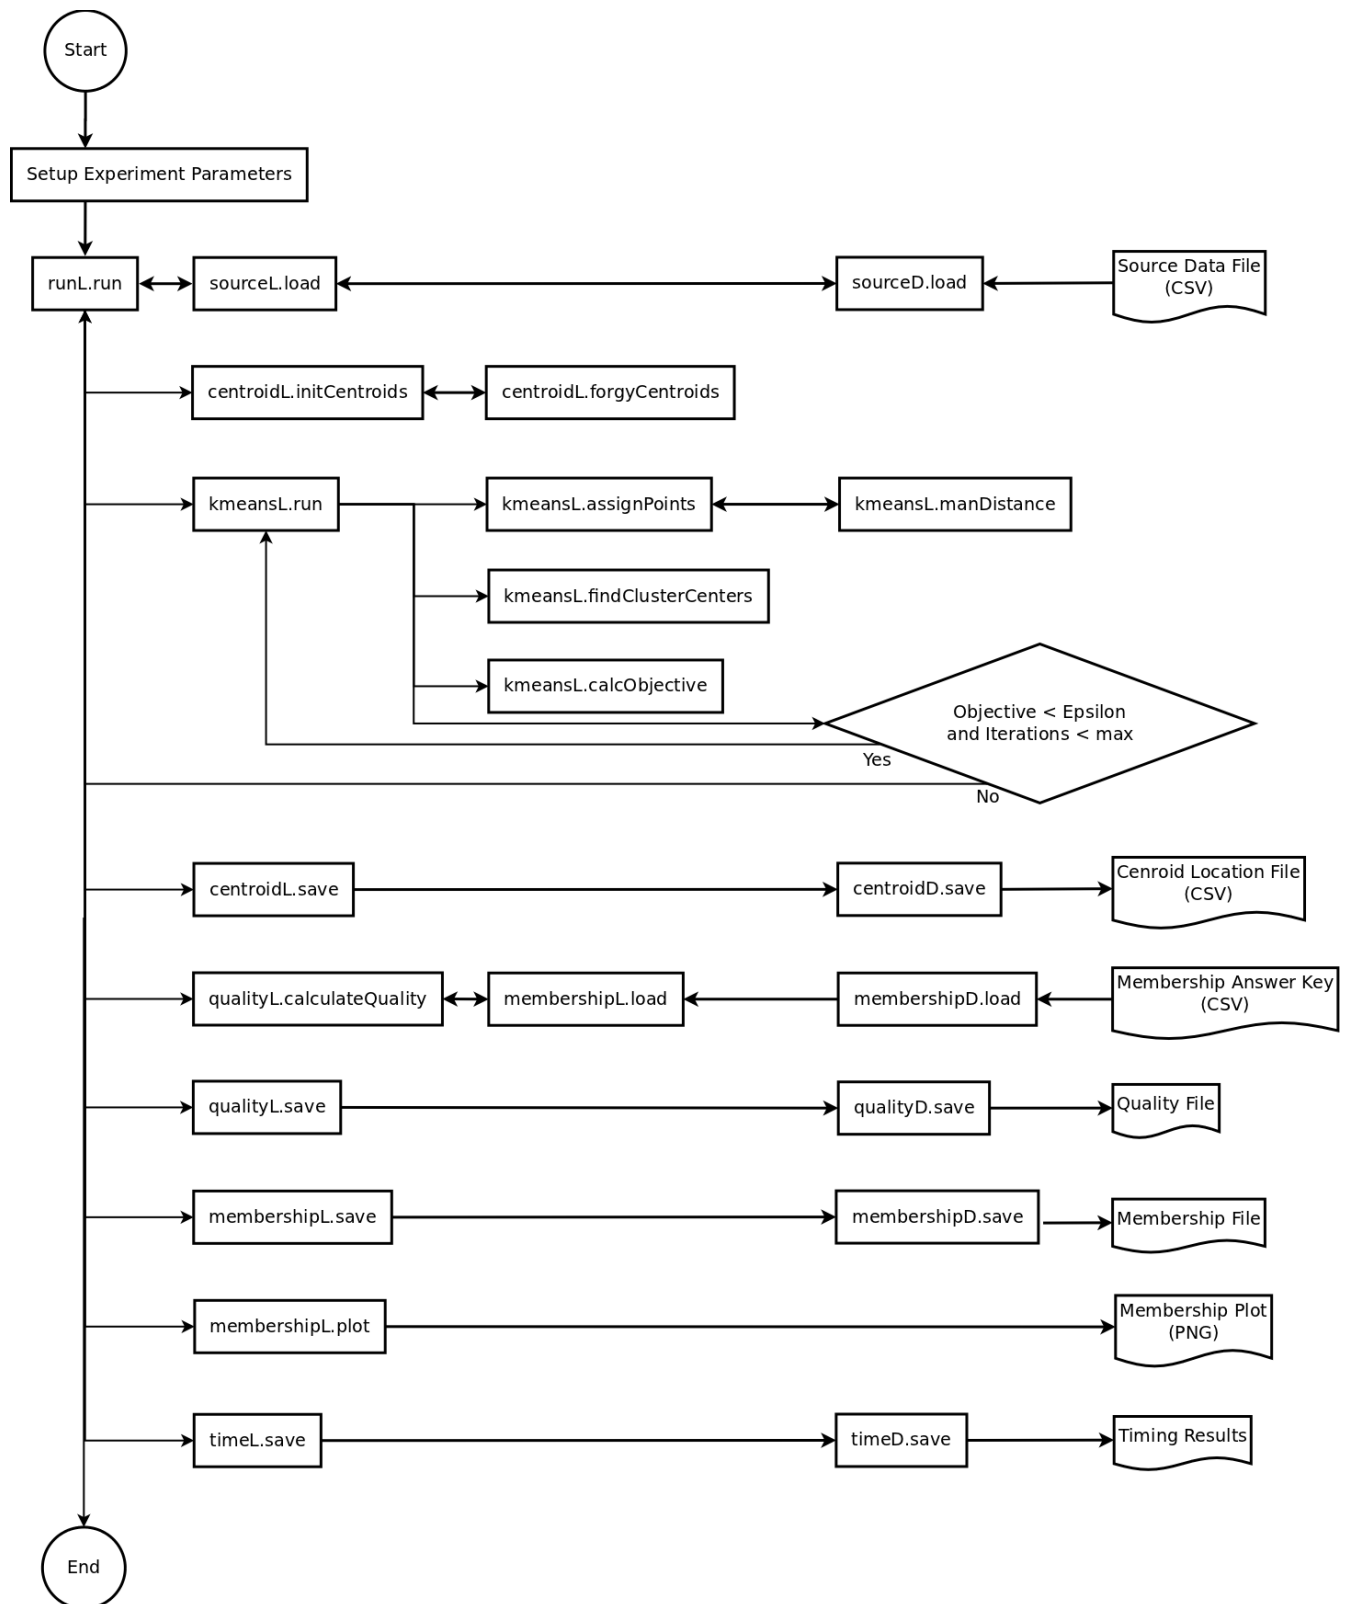 Start
Setup Experiment Parameters
runL.run
sourceL.load
sourceD.load
Source Data File
(CSV)
centroidL.initCentroids
centroidL.forgyCentroids
kmeansL.run
kmeansL.assignPoints
kmeansL.manDistance
kmeansL.findClusterCenters
kmeansL.calcObjective
Objective < Epsilon
and Iterations < max
Yes
No
centroidL.save
centroidD.save
Cenroid Location File
(CSV)
qualityL.calculateQuality
membershipL.load
membershipD.load
Membership Answer Key
(CSV)
qualityL.save
qualityD.save
Quality File
membershipL.save
membershipD.save
Membership File
membershipL.plot
Membership Plot
(PNG)
timeL.save
timeD.save
Timing Results
End